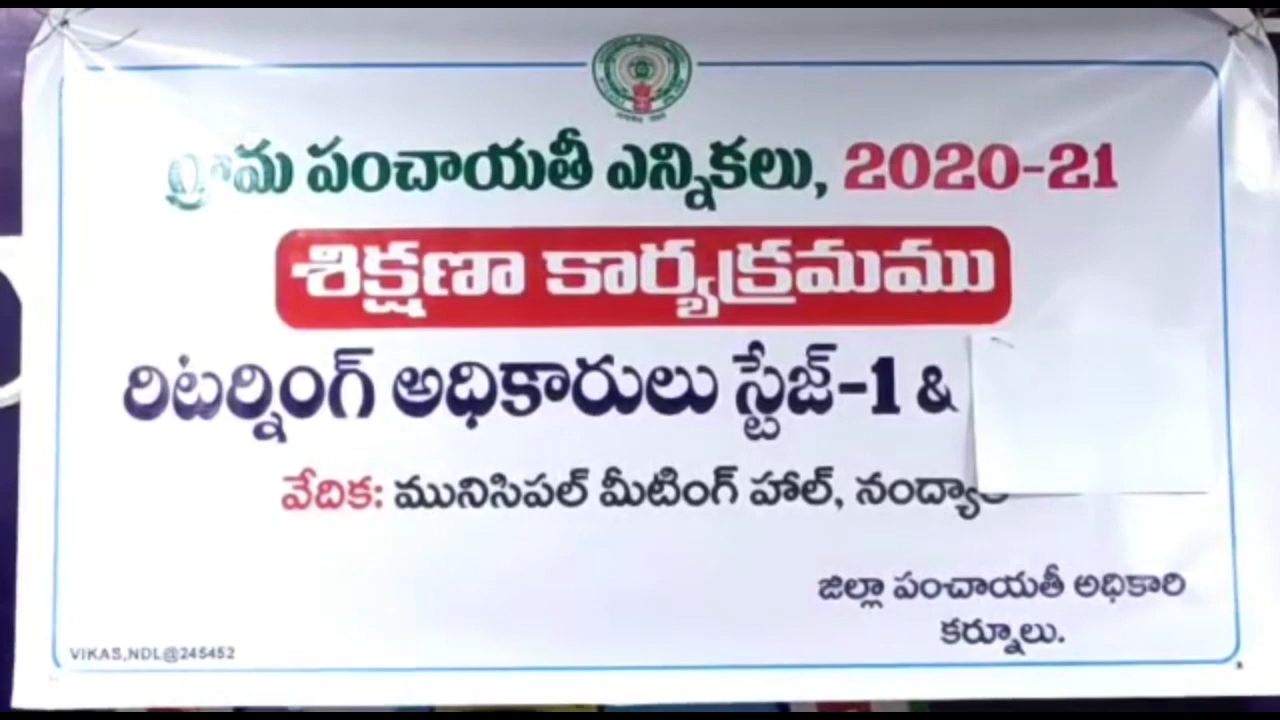 గ్రామ పంచాయతీ ఎన్నికలు, 2020-21
శిక్షణా కార్యక్రమము
రిటర్నింగ్ అధికారులు స్టేజ్-1 &
వేదిక: మునిసిపల్ మీటింగ్ హాల్, నంద్యాల
జిల్లా పంచాయతీ అధికారి
కర్నూలు.
VIKAS,NDL@245452